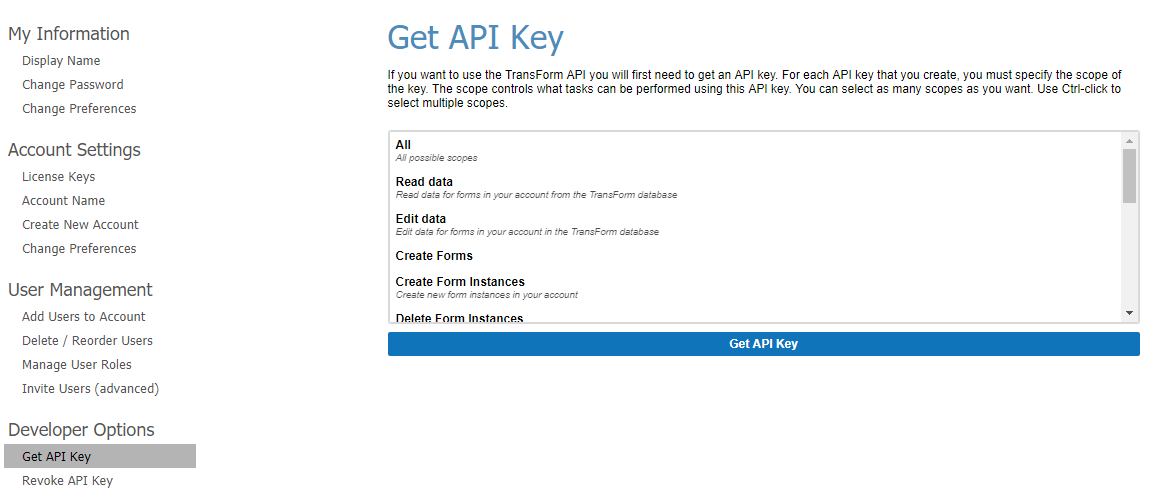 My Information
Display Name
Change Password
Change Preferences
Account Settings
License Keys
Account Name
Create New Account
Change Preferences
User Management
Add Users to Account
Delete / Reorder Users
Manage User Roles
Invite Users (advanced)
Developer Options
Get API Key
Revoke API Key
Get API Key
If you want to use the TransForm API you will first need to get an API key. For each API key that you create, you must specify the scope of
the key. The scope controls what tasks can be performed using this API key. You can select as many scopes as you want. Use Ctrl-click to
select multiple scopes.
All
All possible scopes
Read data
Read data for forms in your account from the TransForm database
Edit data
Edit data for forms in your account in the TransForm database
Create Forms
Create Form Instances
Create new form instances in your account
Delete Form Instances
Get API Key